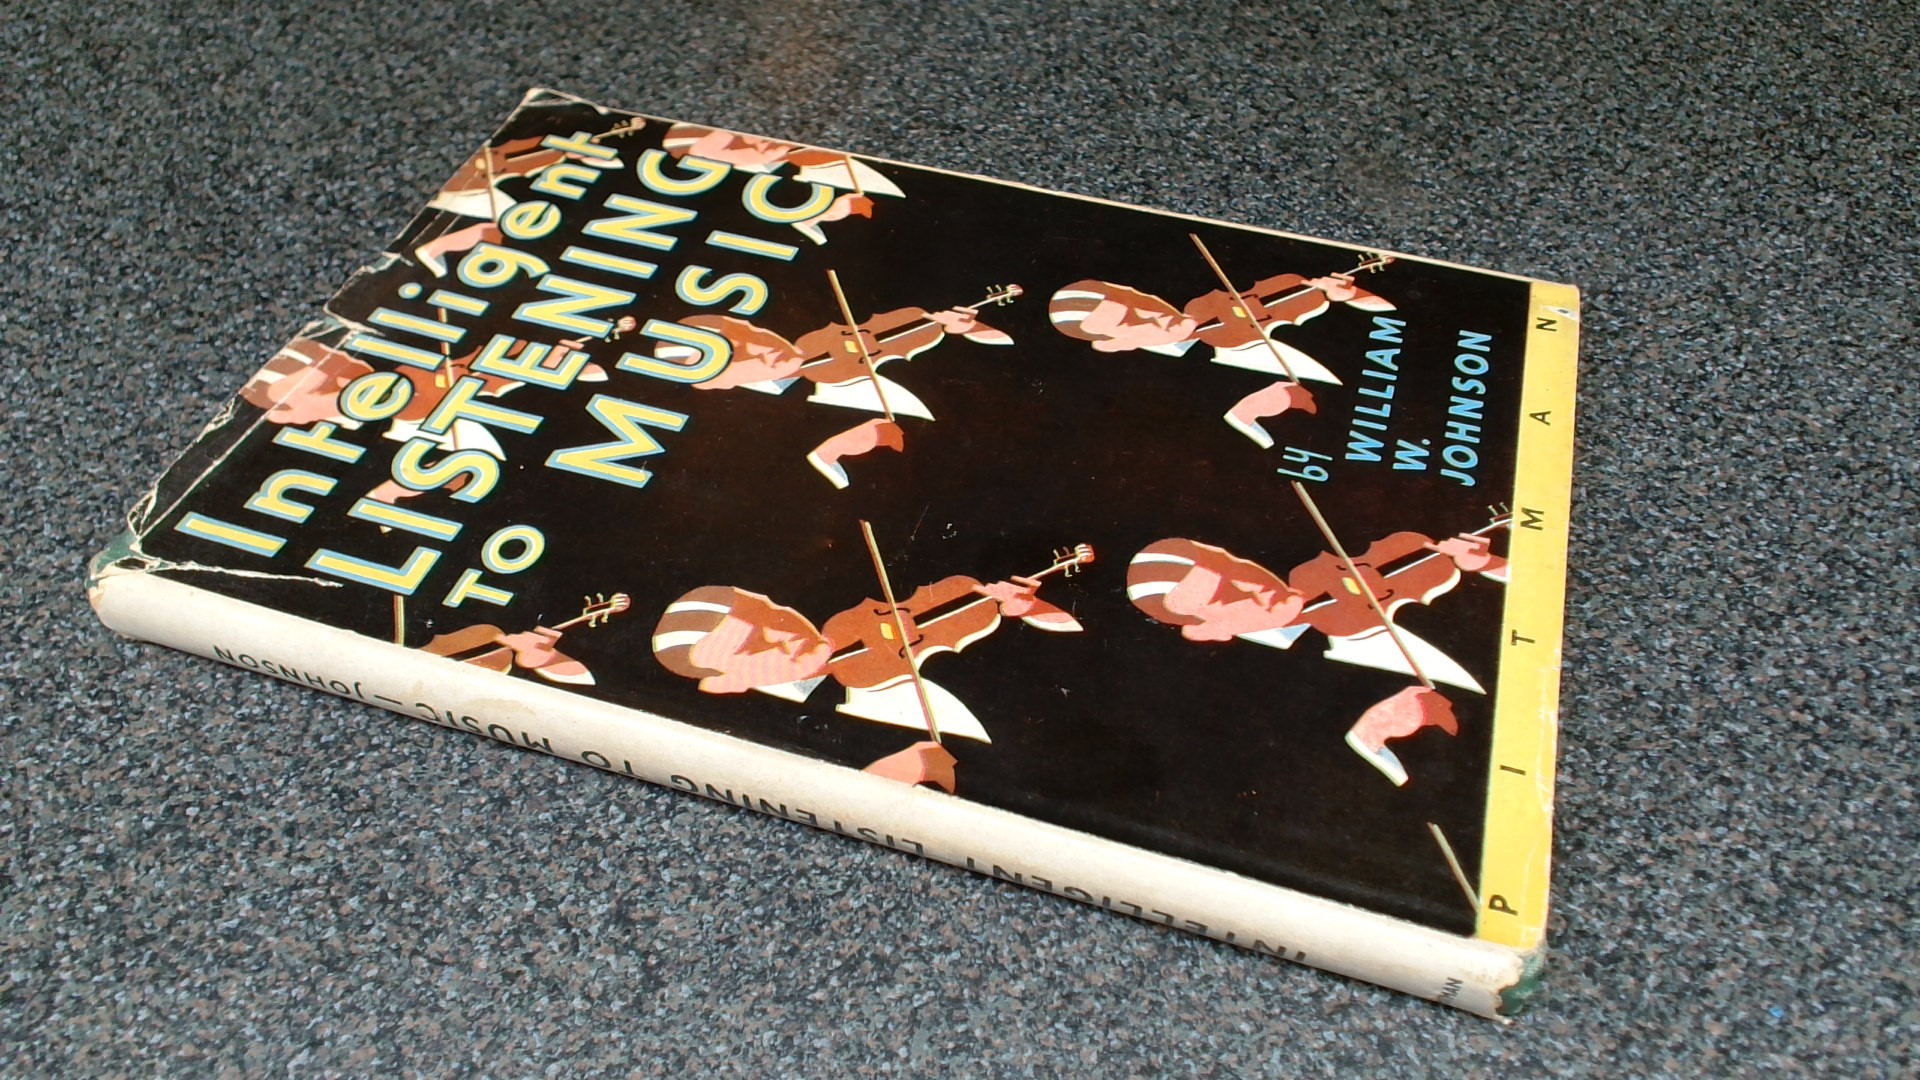 Intelligent
LISTENING
TO MUSIC
by
WILLIAM
W.
JOHNSON
PITMAN
INTELLIGENT LISTENING TO MUSIC—JOHNSON